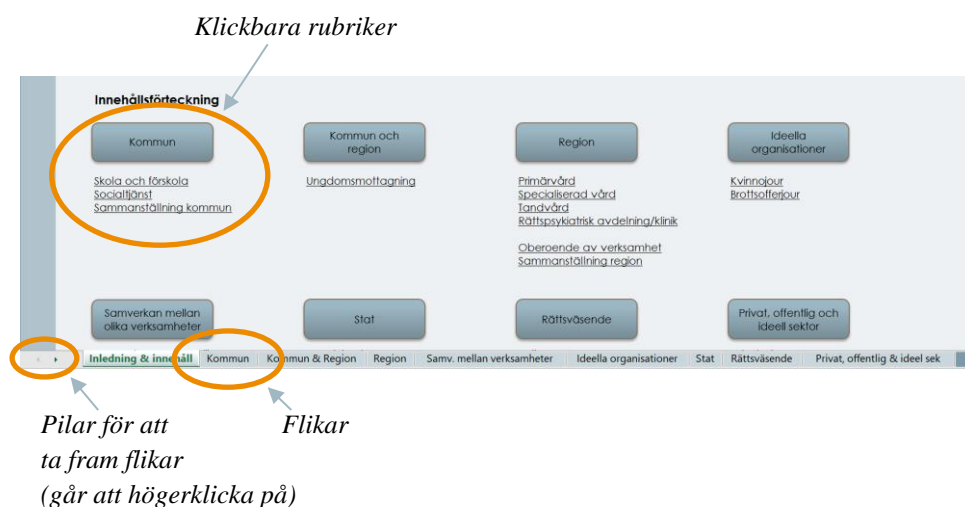 Klickbara rubriker
Innehållsförteckning
Kommun
Skola och förskola
Socialtjänst
Sammanställning kommun
Kommun och
region
Ungdomsmottagning
Region
Primärvård
Specialiserad vård
Tandvård
Rättspsykiatrisk avdelning/klinik
Oberoende av verksamhet
Sammanställning region
Ideella
organisationer
Kvinnojour
Brottsofferjour
Samverkan mellan
olika verksamheter
Stat
Rättsväsende
Privat, offentlig och
ideell sektor
Inledning & innehåll Kommun Kommun & Region Region Samv. mellan verksamheter Ideella organisationer Stat Rättsväsende Privat, offentlig & ideel sek
Pilar för att
ta fram flikar
(går att högerklicka på)
Flikar